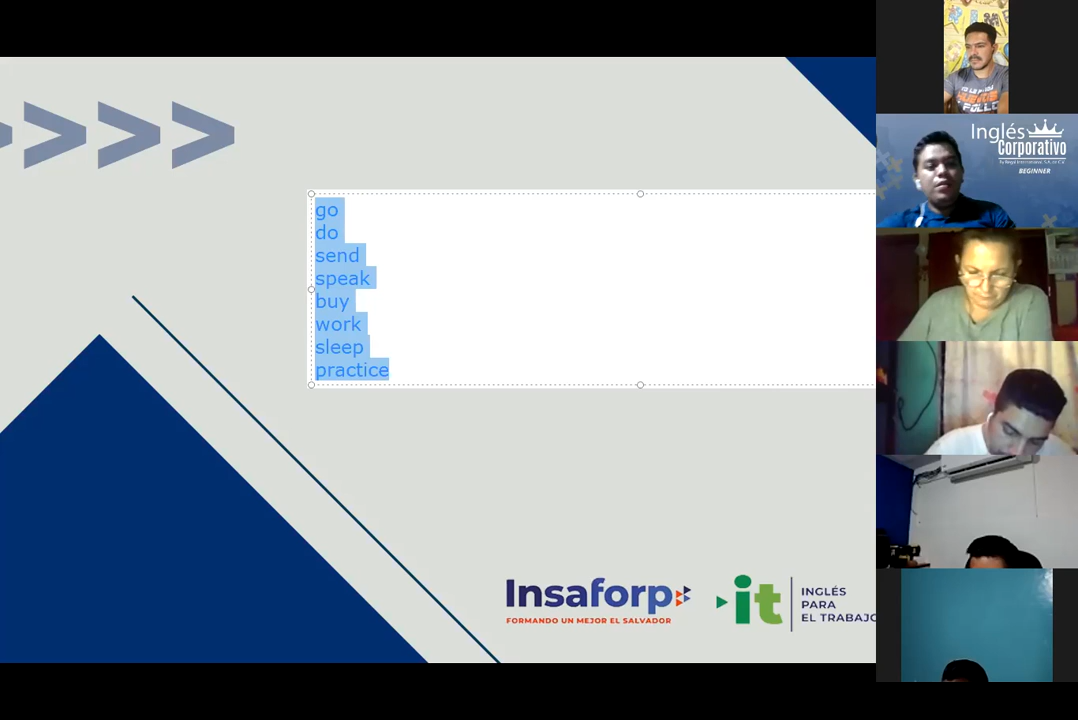 >>>>
go
do
send
speak
buy
work
sleep
practice
Insaforp
FORMANDO UN MEJOR EL SALVADOR
it
INGLÉS
PARA
EL TRABAJO
Inglés
Corporativo
BEGINNER